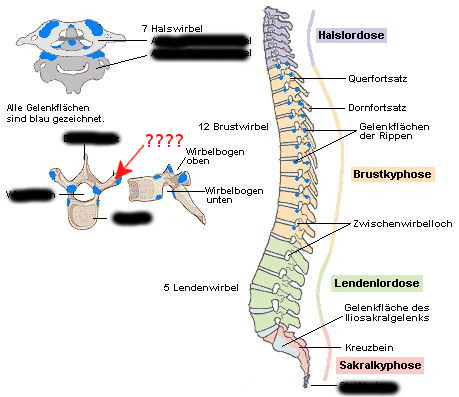 7 Halswirbel
Halslordose
Alle Gelenkflächen
sind blau gezeichnet.
Querfortsatz
Dornfortsatz
????
12 Brustwirbel
Gelenkflächen
der Rippen
Wirbelbogen
oben
Brustkyphose
Wirbelbogen
unten
Zwischenwirbelloch
Lendenlordose
5 Lendenwirbel
Gelenkfläche des
Iliosakralgelenks
Kreuzbein
Sakralkyphose